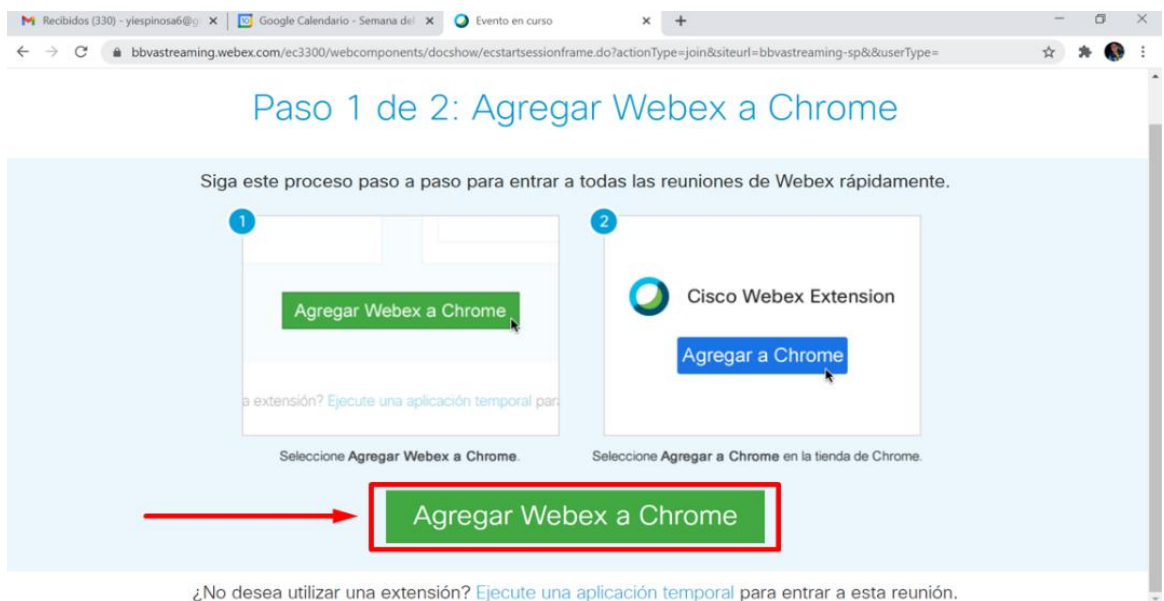 Recibidos (330) - yiespinosa6@g
Google Calendario - Semana del
Evento en curso
bbvastreaming.webex.com/ec3300/webcomponents/docshow/ecstartsessionframe.do?actionType=join&siteurl=bbvastreaming-sp&&userType=
Paso 1 de 2: Agregar Webex a Chrome
Siga este proceso paso a paso para entrar a todas las reuniones de Webex rápidamente.
1
Agregar Webex a Chrome
a extensión? Ejecute una aplicación temporal para
Seleccione Agregar Webex a Chrome.
2
Cisco Webex Extension
Agregar a Chrome
Seleccione Agregar a Chrome en la tienda de Chrome.
Agregar Webex a Chrome
¿No desea utilizar una extensión? Ejecute una aplicación temporal para entrar a esta reunión.